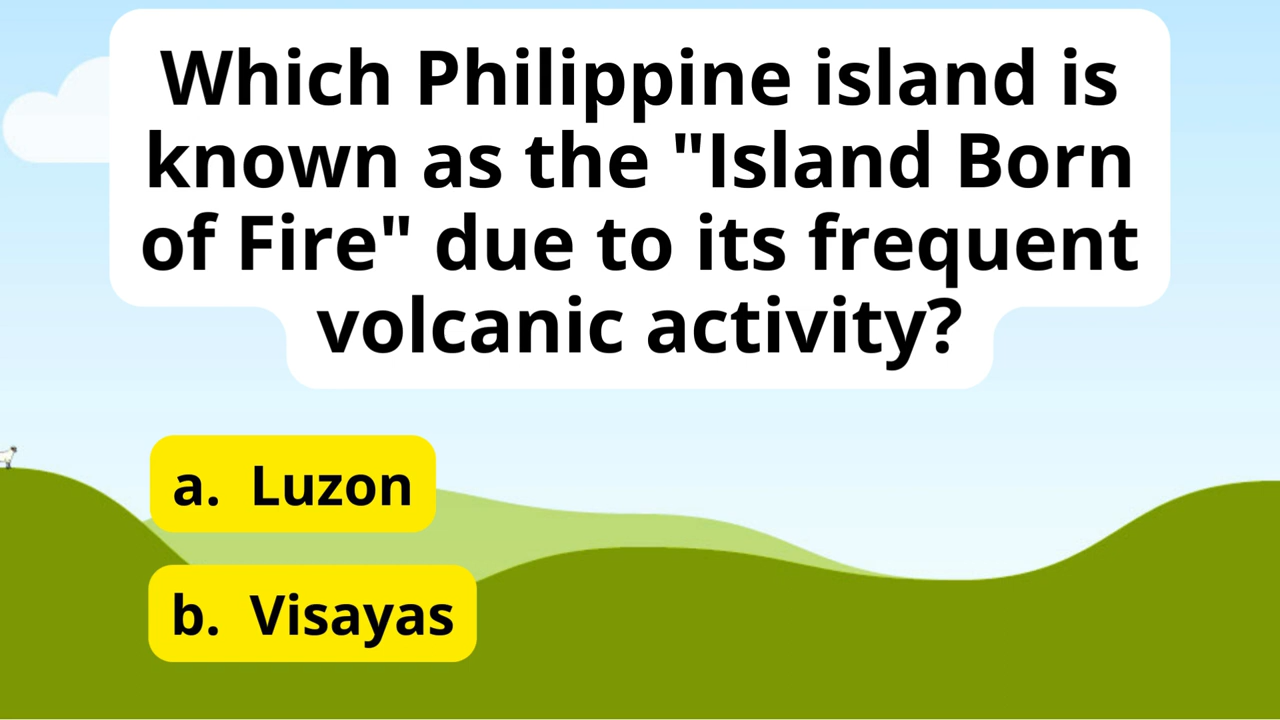 Which Philippine island is
known as the "Island Born
of Fire" due to its frequent
volcanic activity?
a. Luzon
b. Visayas